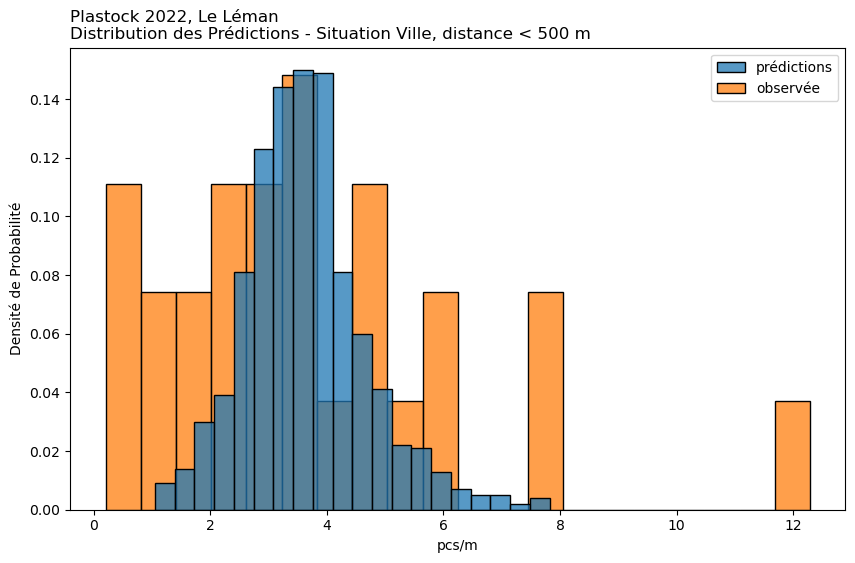 Plastock 2022, Le Léman
Distribution des Prédictions - Situation Ville, distance < 500 m
prédictions
observée
Densité de Probabilité
0.14
0.12
0.10
0.08
0.06
0.04
0.02
0.00
0 2 4 6 8 10 12
pcs/m